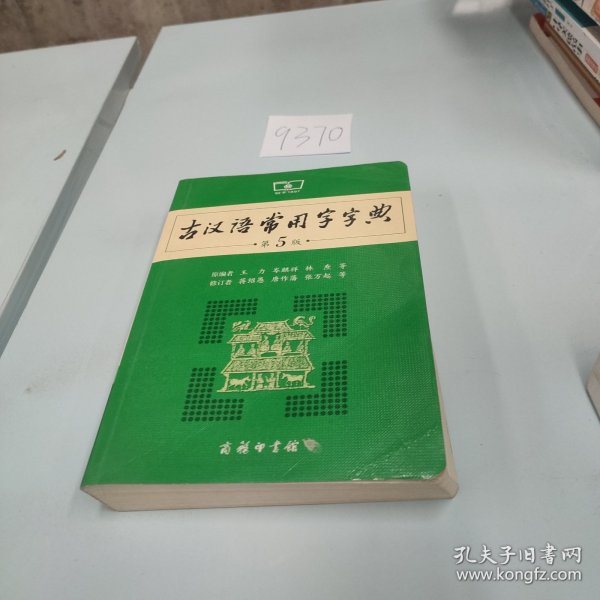 9370
古汉语常用字字典
第5版
原编者 王力 岑麒祥 林焘 等
修订者 蒋绍愚 唐作藩 张万起 等
商务印书馆
孔夫子旧书网
www.kongfz.com